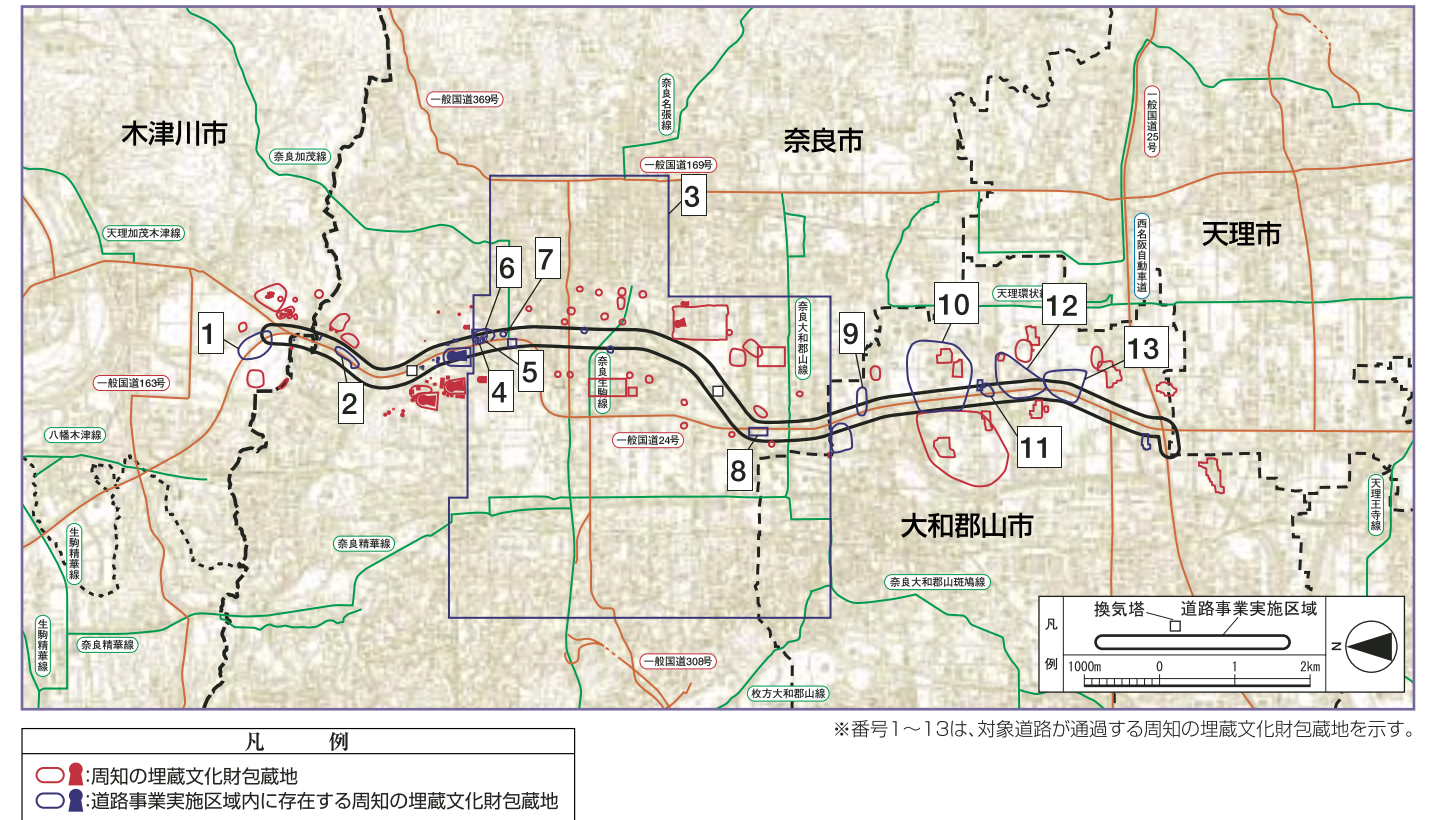 木津川市
奈良市
天理市
大和郡山市
一般国道369号
奈良名張線
一般国道25号
奈良加茂線
一般国道169号
3
天理加茂木津線
西名阪自動車道
6
7
天理環状線
10
12
奈良大和郡山線
1
9
13
一般国道163号
2
4
5
奈良生駒線
八幡木津線
一般国道24号
8
11
生駒精華線
奈良精華線
天理王寺線
奈良大和郡山斑鳩線
生駒精華線
奈良精華線
一般国道308号
枚方大和郡山線
凡例
換気塔
道路事業実施区域
1000m 0 1 2km
N
※番号1〜13は、対象道路が通過する周知の埋蔵文化財包蔵地を示す。
凡 例
:周知の埋蔵文化財包蔵地
:道路事業実施区域内に存在する周知の埋蔵文化財包蔵地